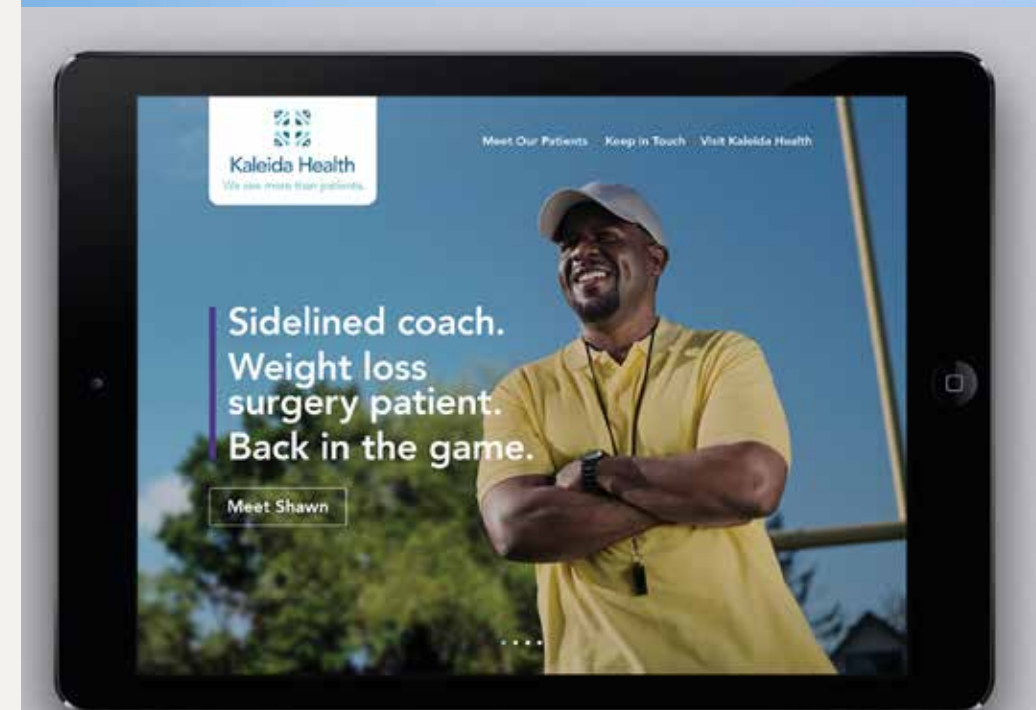 Kaleida Health
We see more than patients.
Meet Our Patients Keep in Touch Visit Kaleida Health
Sidelined coach.
Weight loss
surgery patient.
Back in the game.
Meet Shawn